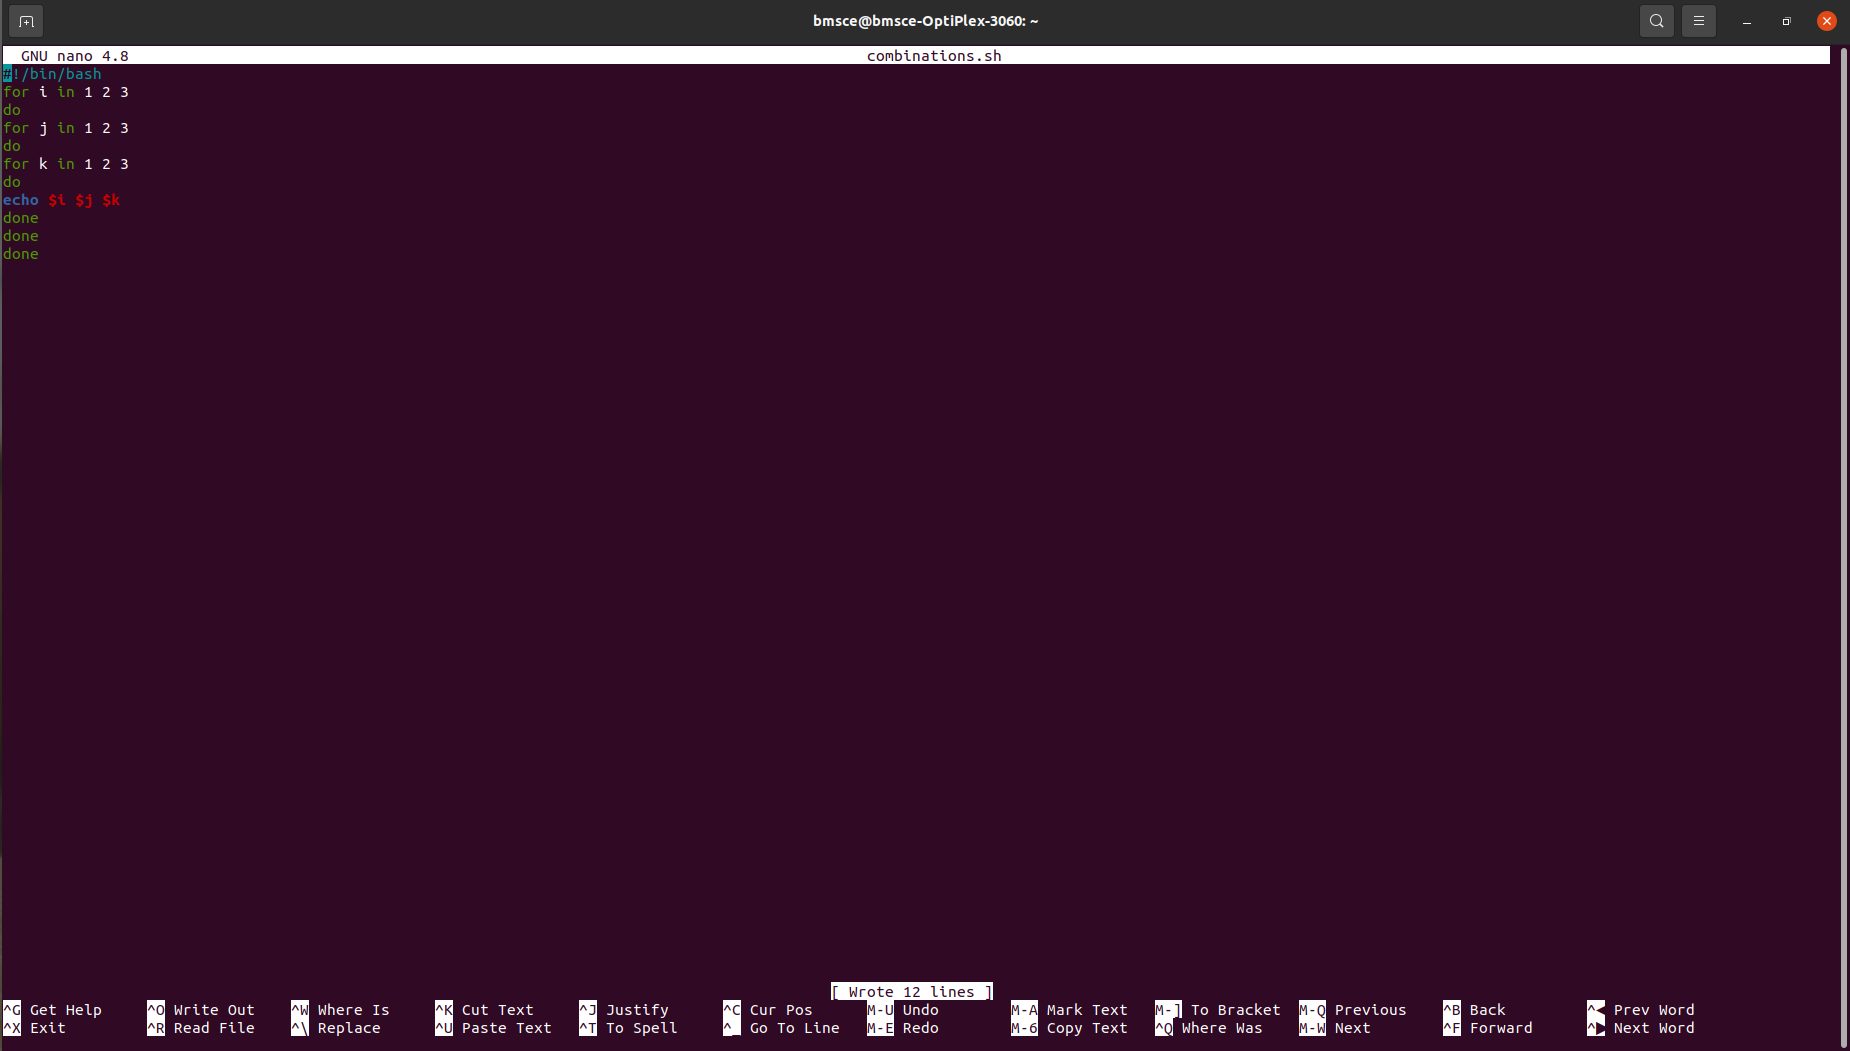 bmsce@bmsce-OptiPlex-3060: ~
GNU nano 4.8 combinations.sh
#!/bin/bash
for i in 1 2 3
do
for j in 1 2 3
do
for k in 1 2 3
do
echo $i $j $k
done
done
done
[ Wrote 12 lines ]
^G Get Help ^O Write Out ^W Where Is ^K Cut Text ^J Justify ^C Cur Pos M-U Undo M-A Mark Text M-] To Bracket M-Q Previous ^B Back ^◀ Prev Word
^X Exit ^R Read File ^\ Replace ^U Paste Text ^T To Spell ^_ Go To Line M-E Redo M-6 Copy Text ^Q Where Was M-W Next ^F Forward ^▶ Next Word